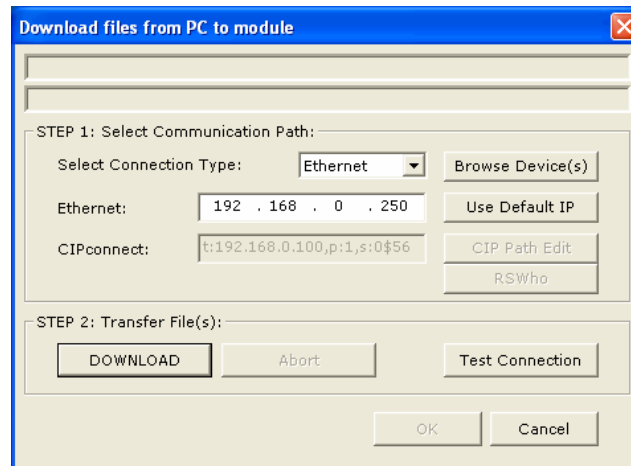 Download files from PC to module
STEP 1: Select Communication Path:
Select Connection Type: Ethernet Browse Device(s)
Ethernet: 192 . 168 . 0 . 250 Use Default IP
CIPconnect: t:192.168.0.100,p:1,s:0$56 CIP Path Edit
RSWho
STEP 2: Transfer File(s):
DOWNLOAD Abort Test Connection
OK Cancel